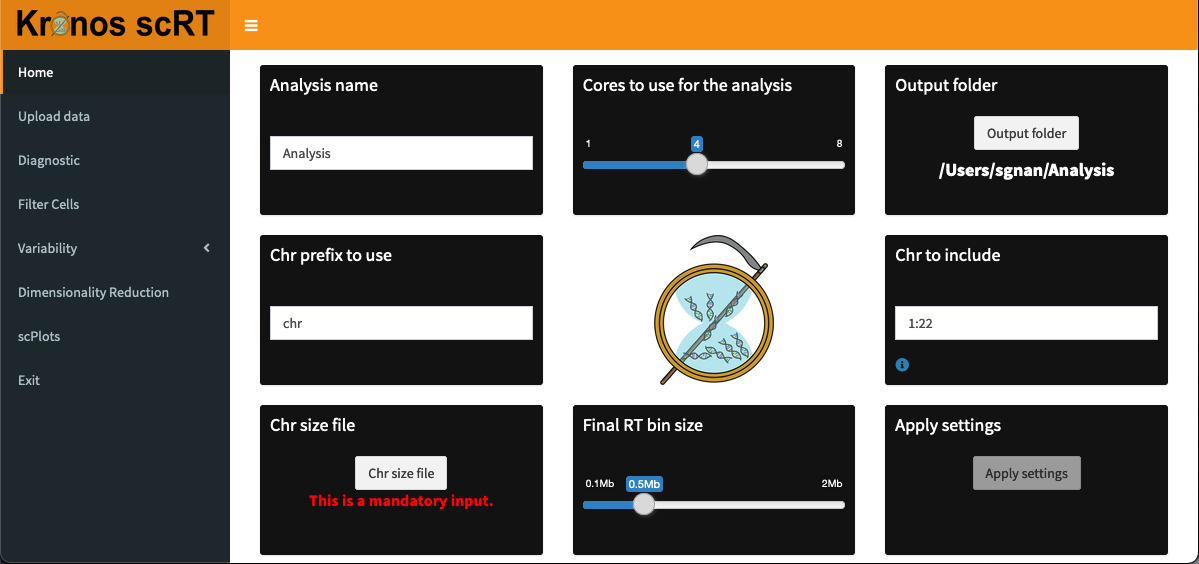 Kronos scRT
Home
Upload data
Diagnostic
Filter Cells
Variability
Dimensionality Reduction
scPlots
Exit
Analysis name
Analysis
Cores to use for the analysis
1 4 8
Output folder
Output folder
/Users/sgnan/Analysis
Chr prefix to use
chr
Chr to include
1:22
Chr size file
Chr size file
This is a mandatory input.
Final RT bin size
0.1Mb 0.5Mb 2Mb
Apply settings
Apply settings